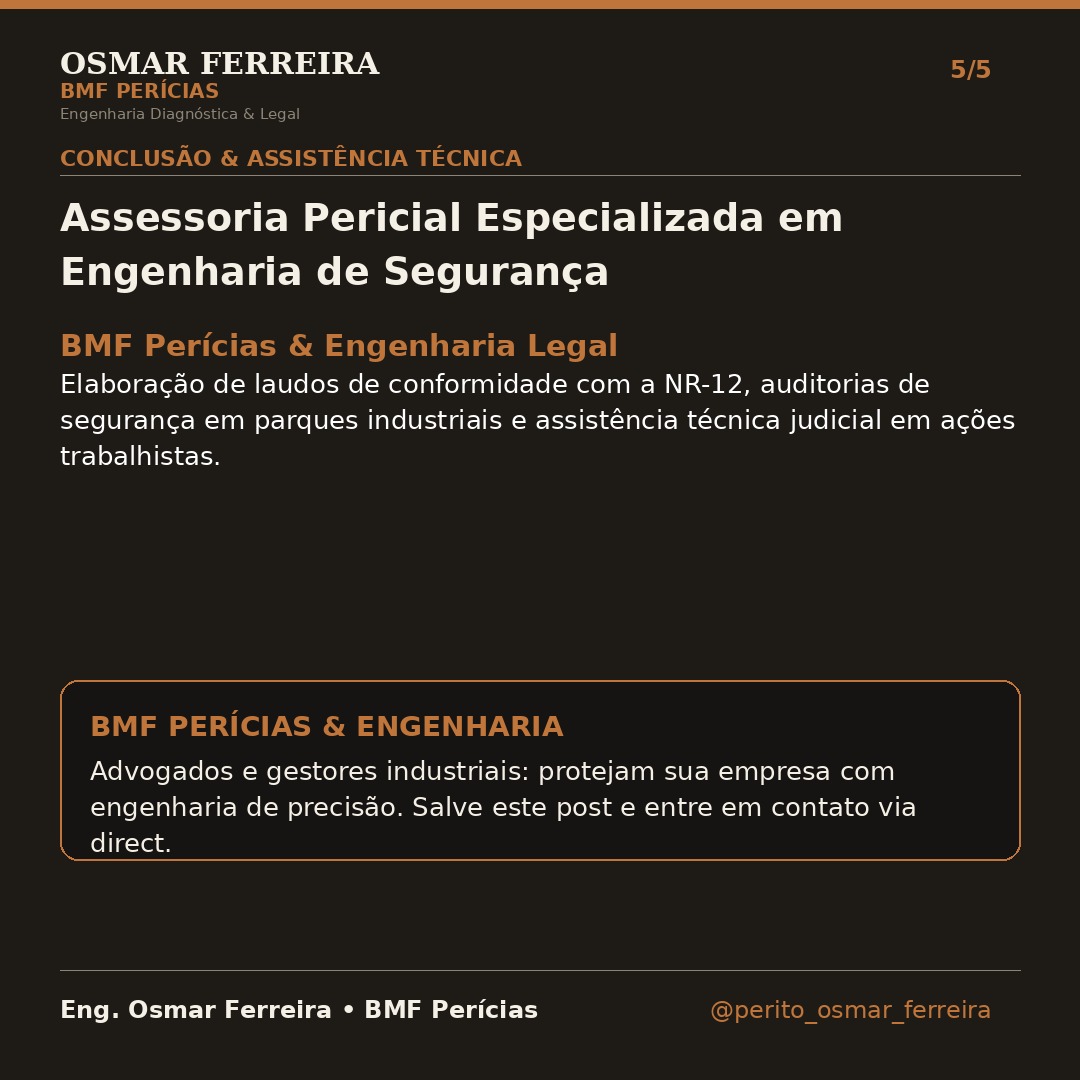 OSMAR FERREIRA
5/5
BMF PERÍCIAS
Engenharia Diagnóstica & Legal
CONCLUSÃO & ASSISTÊNCIA TÉCNICA
Assessoria Pericial Especializada em
Engenharia de Segurança
BMF Perícias & Engenharia Legal
Elaboração de laudos de conformidade com a NR-12, auditorias de
segurança em parques industriais e assistência técnica judicial em ações
trabalhistas.
BMF PERÍCIAS & ENGENHARIA
Advogados e gestores industriais: protejam sua empresa com
engenharia de precisão. Salve este post e entre em contato via
direct.
Eng. Osmar Ferreira • BMF Perícias
@perito_osmar_ferreira